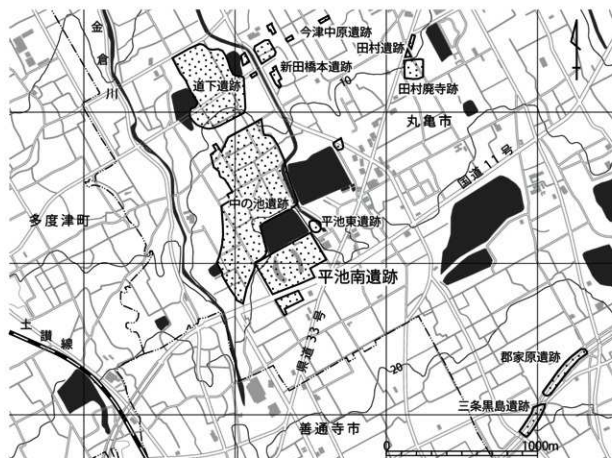 金倉川
今津中原遺跡
新田橋本遺跡
道下遺跡
田村遺跡
田村廃寺跡
10
丸亀市
国道11号
多度津町
中の池遺跡
平池東遺跡
平池南遺跡
県道33号
土讃線
20
郡家原遺跡
三条黒島遺跡
善通寺市
0
1000m